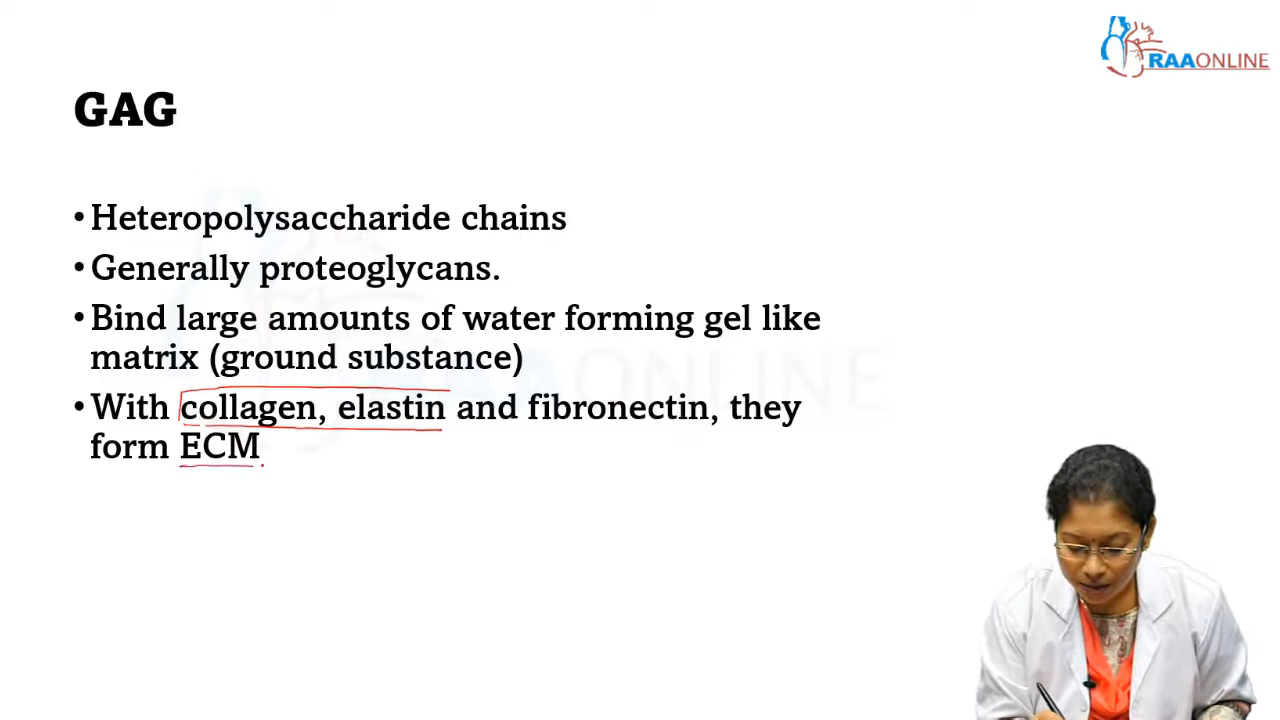 RAAONLINE
GAG
• Heteropolysaccharide chains
• Generally proteoglycans.
• Bind large amounts of water forming gel like
matrix (ground substance)
• With collagen, elastin and fibronectin, they
form ECM
RAAONLINE